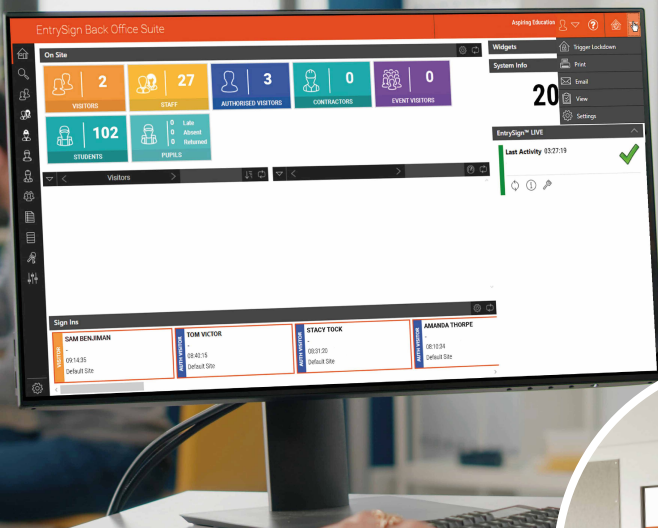 EntrySign Back Office Suite
Aspiring Education
On Site
2
VISITORS
27
STAFF
3
AUTHORISED VISITORS
0
CONTRACTORS
0
EVENT VISITORS
102
STUDENTS
0 Late
0 Absent
0 Returned
PUPILS
Widgets
System Info
20
Trigger Lockdown
Print
Email
View
Settings
EntrySign™ LIVE
Last Activity 03:27:19
Visitors
Sign Ins
VISITOR
SAM BENJIMAN
-
09:14:35
Default Site
AUTH VISITOR
TOM VICTOR
-
08:40:15
Default Site
AUTH VISITOR
STACY TOCK
-
08:31:20
Default Site
AUTH VISITOR
AMANDA THORPE
-
08:10:34
Default Site